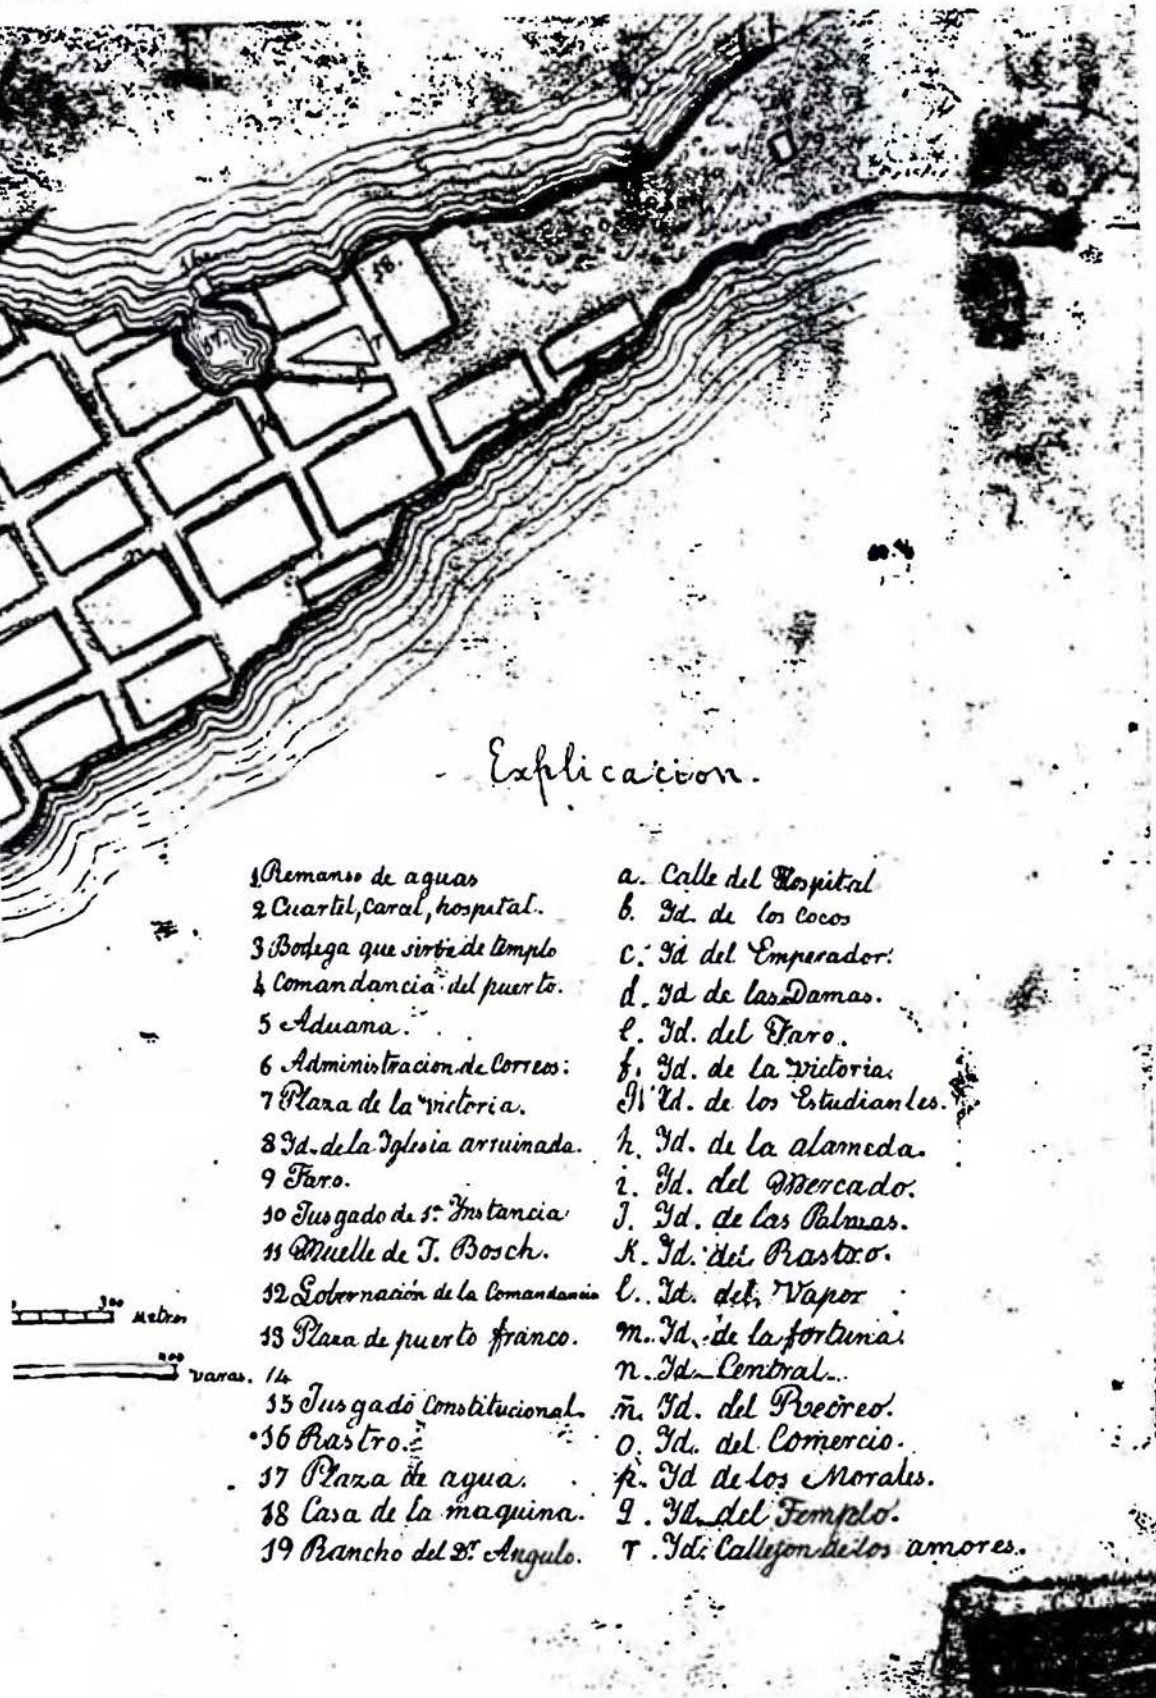 16
18.
17.
r
K
n
m
Explicacion.
1 Remanso de aguas
2 Cuartel, carcel, hospital.
3 Bodega que sirve de templo
4 Comandancia del puerto.
5 Aduana.
6 Administracion de Correos:
7 Plaza de la victoria.
8 Id. de la Iglesia arruinada.
9 Faro.
10 Jusgado de 1ª Instancia
11 Muelle de J. Bosch.
12 Gobernación de la Comandancia
13 Plaza de puerto franco.
14
15 Jusgado Constitucional.
16 Rastro.
17 Plaza de agua.
18 Casa de la maquina.
19 Rancho del Dr. Angulo.
a. Calle del Hospital
b. Id. de los Cocos
c. Id del Emperador.
d. Id de las Damas.
e. Id. del Faro.
f. Id. de la victoria.
Id. de los Estudiantes.
h. Id. de la alameda.
i. Id. del Mercado.
J. Id. de las Palmas.
K. Id. del Rastro.
l. Id. del Vapor
m. Id. de la fortuna.
n. Id. Central.
ñ. Id. del Recreo.
o. Id. del Comercio.
p. Id de los Morales.
q. Id. del Templo.
r. Id. Callejon de los amores.
300
Metros
400
varas.